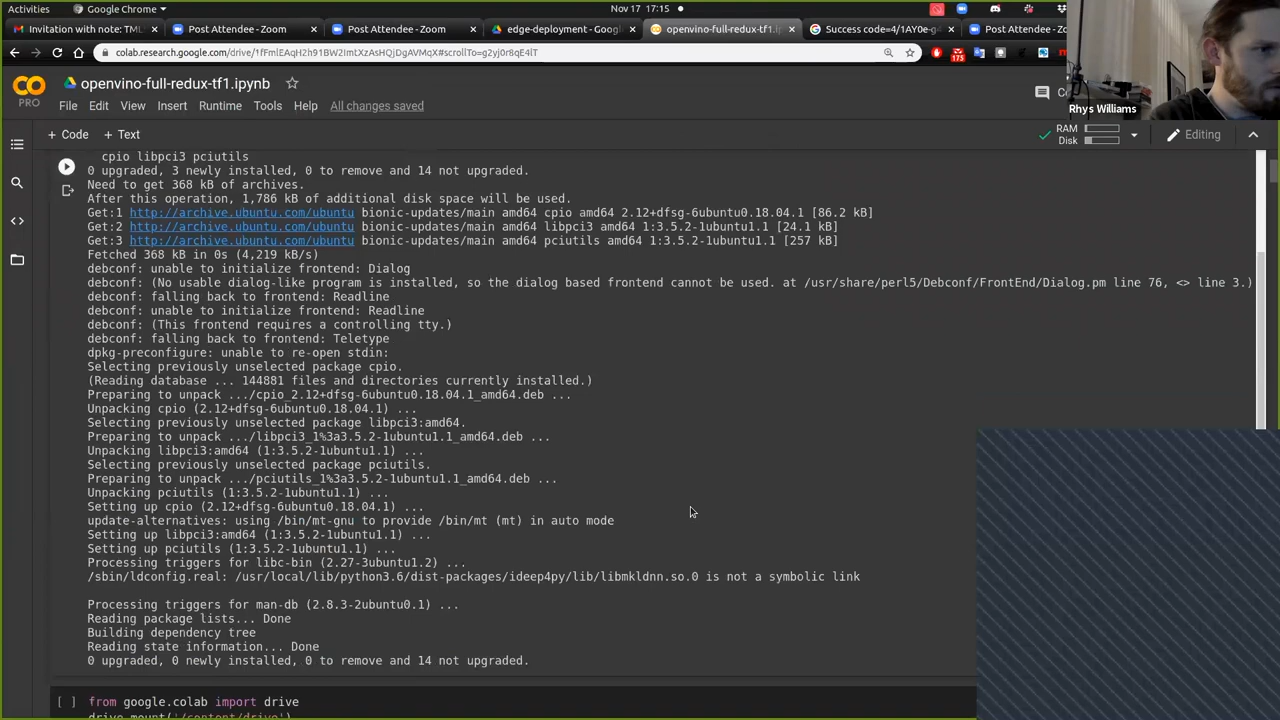 Activities
Google Chrome
Nov 17 17:15
Invitation with note: TML
Post Attendee - Zoom
Post Attendee - Zoom
edge-deployment - Google
openvino-full-redux-tf1.ip
Success code=4/1AY0e-g
Post Attendee - Zoo
colab.research.google.com/drive/1fFmIEAqH2h91BW2ImtXzAsHQjDgAVMqX#scrollTo=g2yj0r8qE4lT
173
Rhys Williams
PRO
openvino-full-redux-tf1.ipynb
File Edit View Insert Runtime Tools Help All changes saved
+ Code + Text
RAM
Disk
Editing
cpio libpci3 pciutils
0 upgraded, 3 newly installed, 0 to remove and 14 not upgraded.
Need to get 368 kB of archives.
After this operation, 1,786 kB of additional disk space will be used.
Get:1 http://archive.ubuntu.com/ubuntu bionic-updates/main amd64 cpio amd64 2.12+dfsg-6ubuntu0.18.04.1 [86.2 kB]
Get:2 http://archive.ubuntu.com/ubuntu bionic-updates/main amd64 libpci3 amd64 1:3.5.2-1ubuntu1.1 [24.1 kB]
Get:3 http://archive.ubuntu.com/ubuntu bionic-updates/main amd64 pciutils amd64 1:3.5.2-1ubuntu1.1 [257 kB]
Fetched 368 kB in 0s (4,219 kB/s)
debconf: unable to initialize frontend: Dialog
debconf: (No usable dialog-like program is installed, so the dialog based frontend cannot be used. at /usr/share/perl5/Debconf/FrontEnd/Dialog.pm line 76, <> line 3.)
debconf: falling back to frontend: Readline
debconf: unable to initialize frontend: Readline
debconf: (This frontend requires a controlling tty.)
debconf: falling back to frontend: Teletype
dpkg-preconfigure: unable to re-open stdin:
Selecting previously unselected package cpio.
(Reading database ... 144881 files and directories currently installed.)
Preparing to unpack .../cpio_2.12+dfsg-6ubuntu0.18.04.1_amd64.deb ...
Unpacking cpio (2.12+dfsg-6ubuntu0.18.04.1) ...
Selecting previously unselected package libpci3:amd64.
Preparing to unpack .../libpci3_1%3a3.5.2-1ubuntu1.1_amd64.deb ...
Unpacking libpci3:amd64 (1:3.5.2-1ubuntu1.1) ...
Selecting previously unselected package pciutils.
Preparing to unpack .../pciutils_1%3a3.5.2-1ubuntu1.1_amd64.deb ...
Unpacking pciutils (1:3.5.2-1ubuntu1.1) ...
Setting up cpio (2.12+dfsg-6ubuntu0.18.04.1) ...
update-alternatives: using /bin/mt-gnu to provide /bin/mt (mt) in auto mode
Setting up libpci3:amd64 (1:3.5.2-1ubuntu1.1) ...
Setting up pciutils (1:3.5.2-1ubuntu1.1) ...
Processing triggers for libc-bin (2.27-3ubuntu1.2) ...
/sbin/ldconfig.real: /usr/local/lib/python3.6/dist-packages/ideep4py/lib/libmkldnn.so.0 is not a symbolic link
Processing triggers for man-db (2.8.3-2ubuntu0.1) ...
Reading package lists... Done
Building dependency tree
Reading state information... Done
0 upgraded, 0 newly installed, 0 to remove and 14 not upgraded.
[ ] from google.colab import drive
drive.mount('/content/drive')